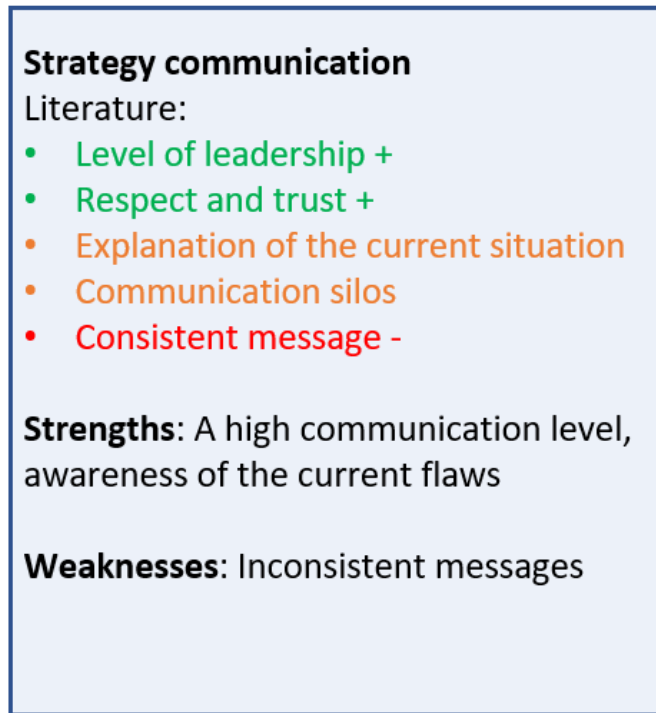 Strategy communication
Literature:
• Level of leadership +
• Respect and trust +
• Explanation of the current situation
• Communication silos
• Consistent message -
Strengths: A high communication level,
awareness of the current flaws
Weaknesses: Inconsistent messages